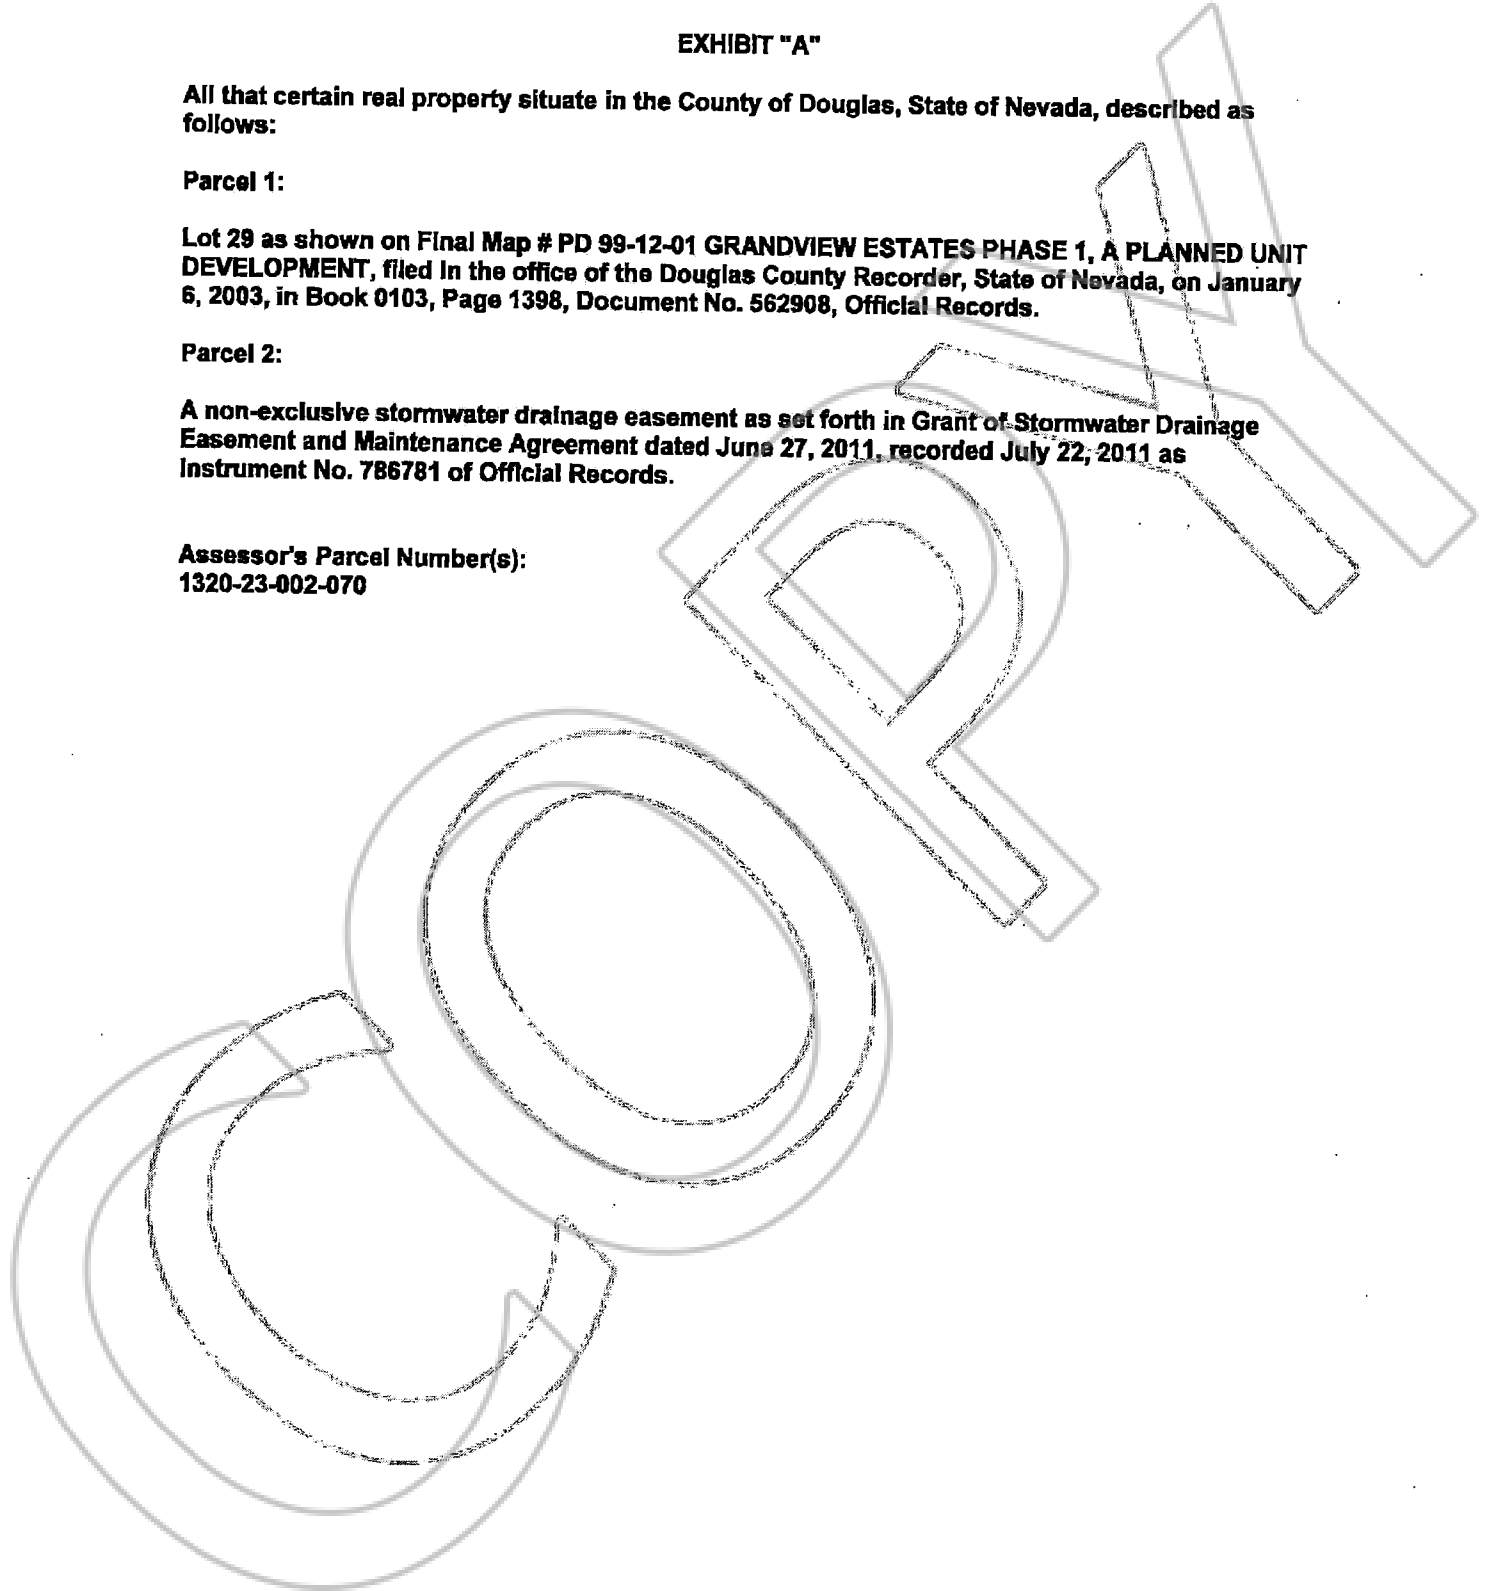 EXHIBIT "A"
All that certain real property situate in the County of Douglas, State of Nevada, described as
follows:
Parcel 1:
Lot 29 as shown on Final Map # PD 99-12-01 GRANDVIEW ESTATES PHASE 1, A PLANNED UNIT
DEVELOPMENT, filed in the office of the Douglas County Recorder, State of Nevada, on January
6, 2003, in Book 0103, Page 1398, Document No. 562908, Official Records.
Parcel 2:
A non-exclusive stormwater drainage easement as set forth in Grant of Stormwater Drainage
Easement and Maintenance Agreement dated June 27, 2011, recorded July 22, 2011 as
Instrument No. 786781 of Official Records.
Assessor's Parcel Number(s):
1320-23-002-070
COPY
COPY